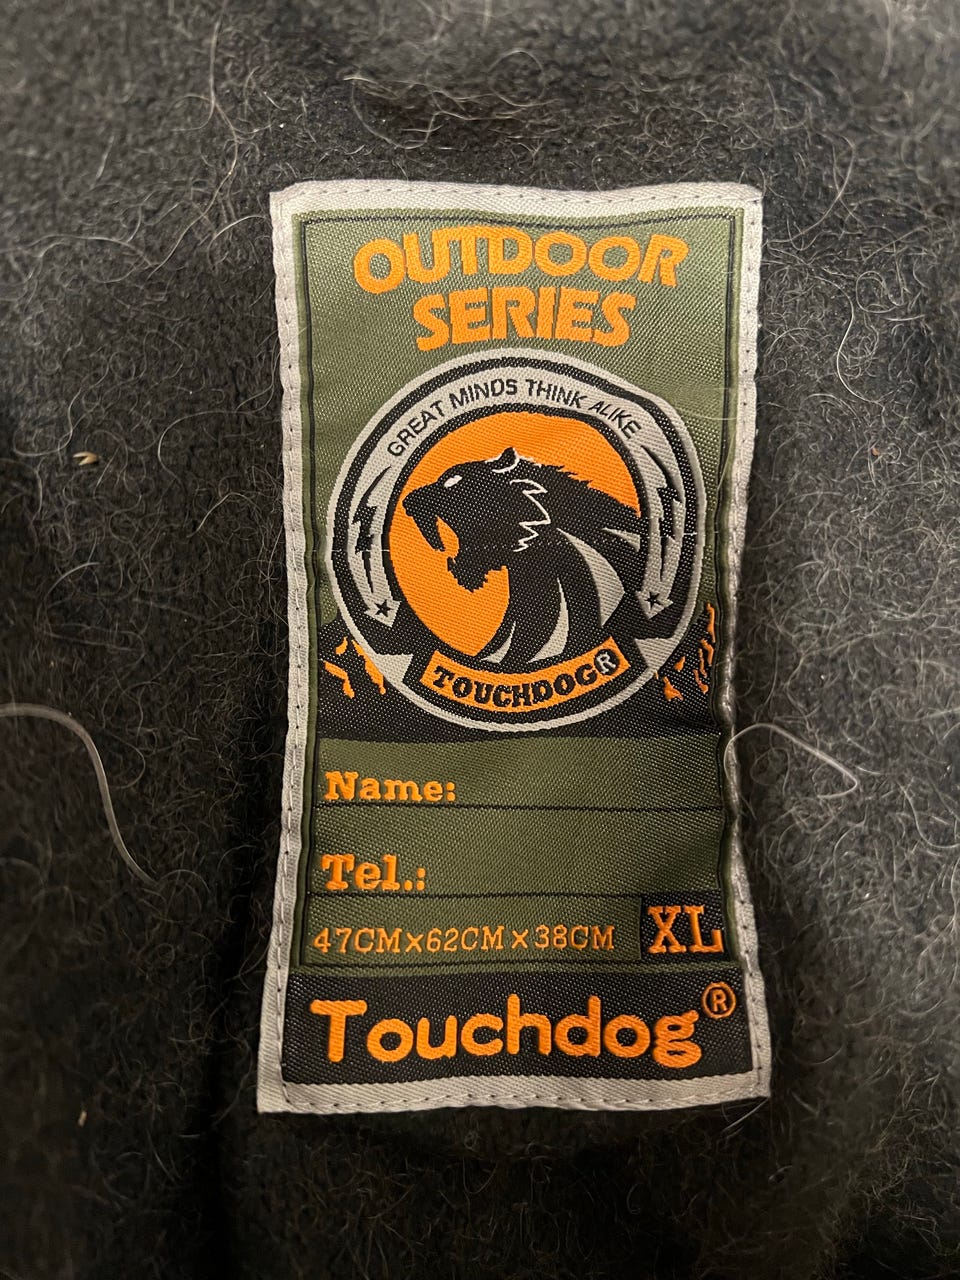 OUTDOOR
SERIES
GREAT MINDS THINK ALIKE
TOUCHDOG®
Name:
Tel.:
47CM×62CM×38CM XL
Touchdog®